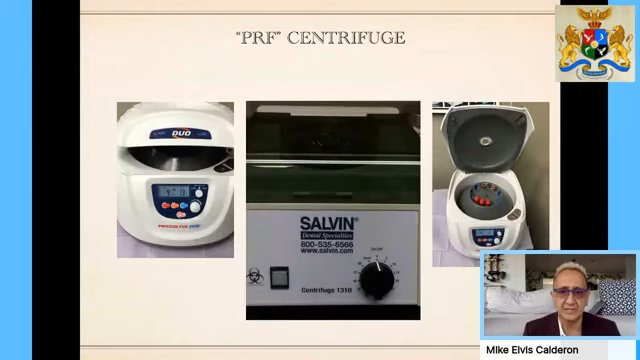 "PRF" CENTRIFUGE
DUO
PROCESS FOR PRF
SALVIN
Dental Specialties
800-535-6566
www.salvin.com
On/Off
Centrifuge 1310
Mike Elvis Calderon